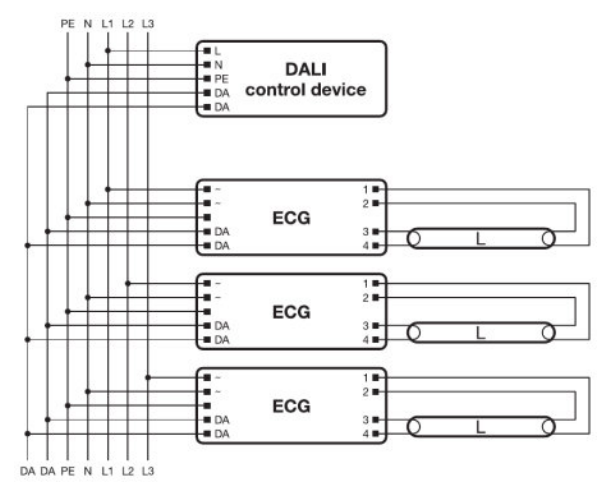 PE N L1 L2 L3
L
N
PE
DA
DA
DALI
control device
~
~
DA
DA
ECG
1
2
3
4
L
~
~
DA
DA
ECG
1
2
3
4
L
~
~
DA
DA
ECG
1
2
3
4
L
DA DA PE N L1 L2 L3